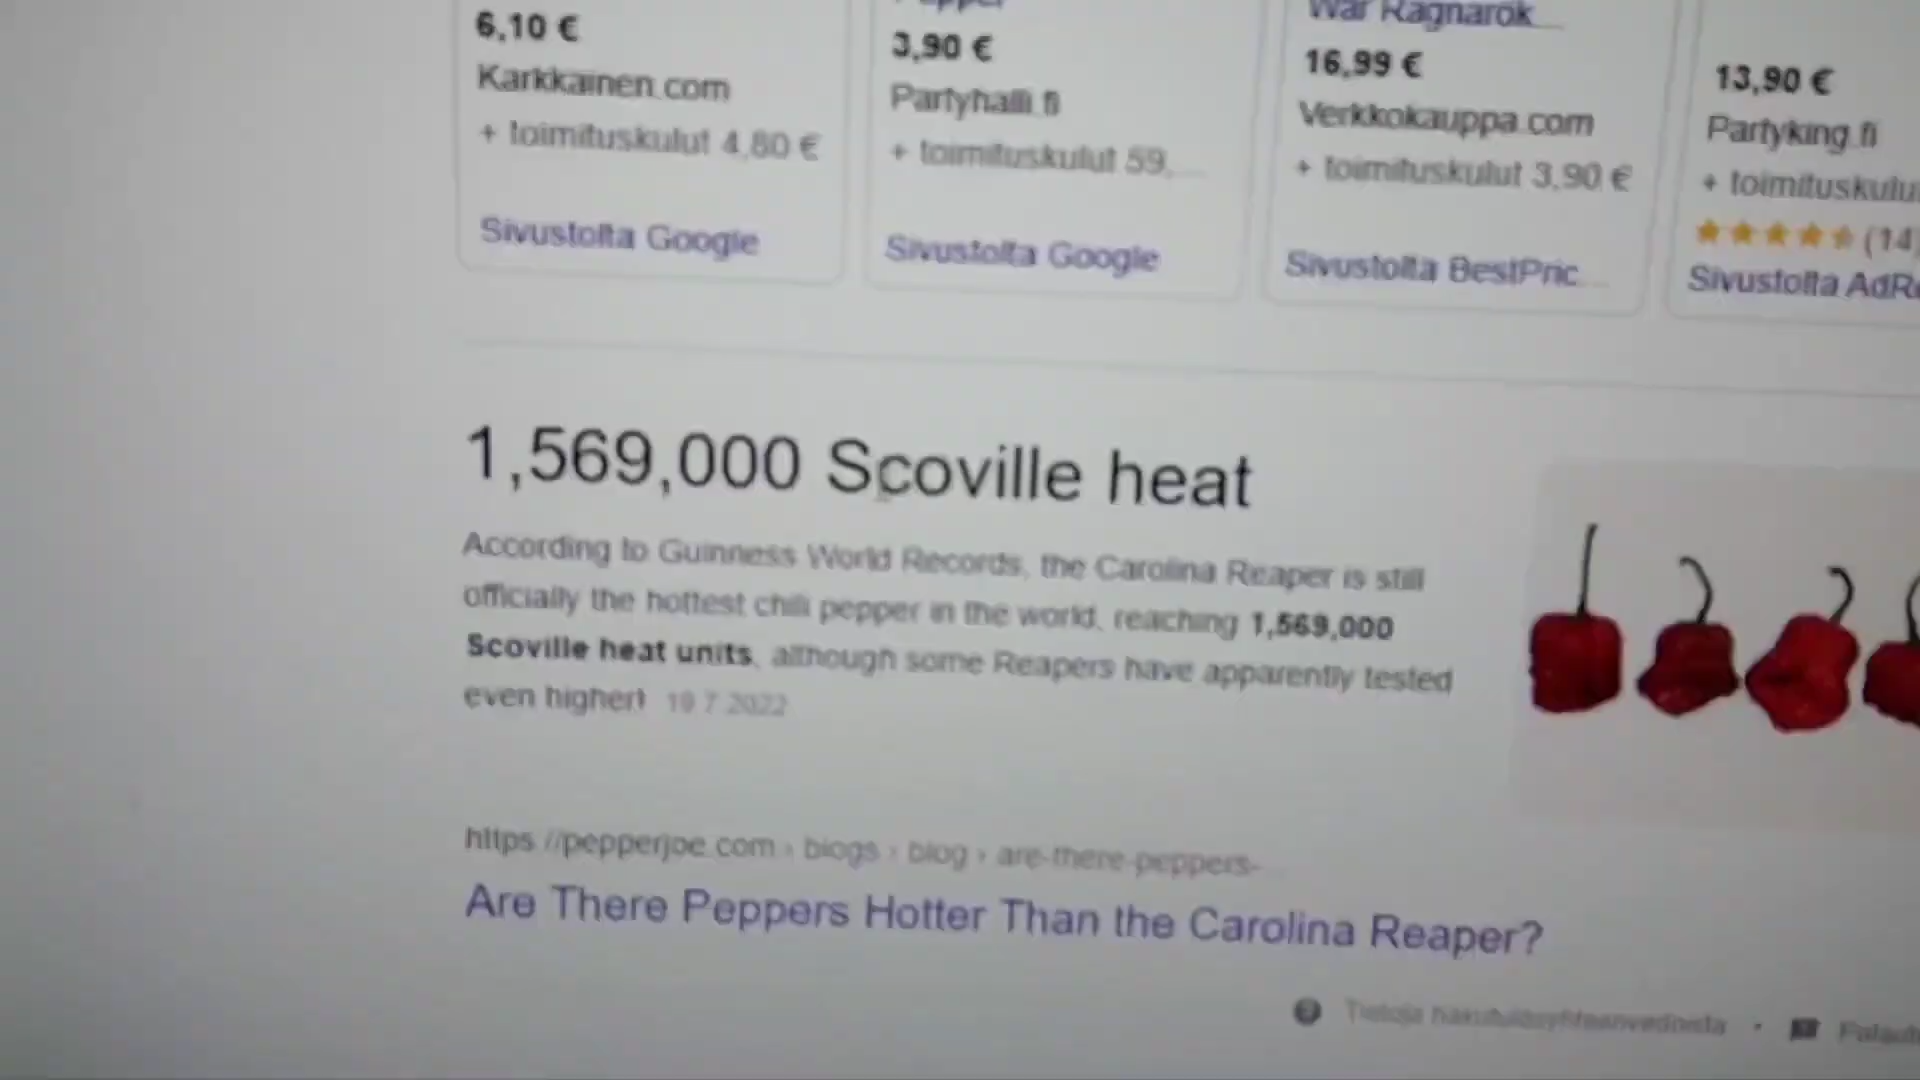 6,10 €
Karkkainen.com
+ toimituskulut 4,80 €
Sivustolta Google
Pepper
3,90 €
Partyhalli.fi
+ toimituskulut 59,...
Sivustolta Google
War Ragnarök...
16,99 €
Verkkokauppa.com
+ toimituskulut 3,90 €
Sivustolta BestPric...
13,90 €
Partyking.fi
+ toimituskulu
(14)
Sivustolta AdR
1,569,000 Scoville heat
According to Guinness World Records, the Carolina Reaper is still
officially the hottest chili pepper in the world, reaching 1,569,000
Scoville heat units, although some Reapers have apparently tested
even higher! 19.7.2022
https://pepperjoe.com › blogs › blog › are-there-peppers-
Are There Peppers Hotter Than the Carolina Reaper?
Tietoja